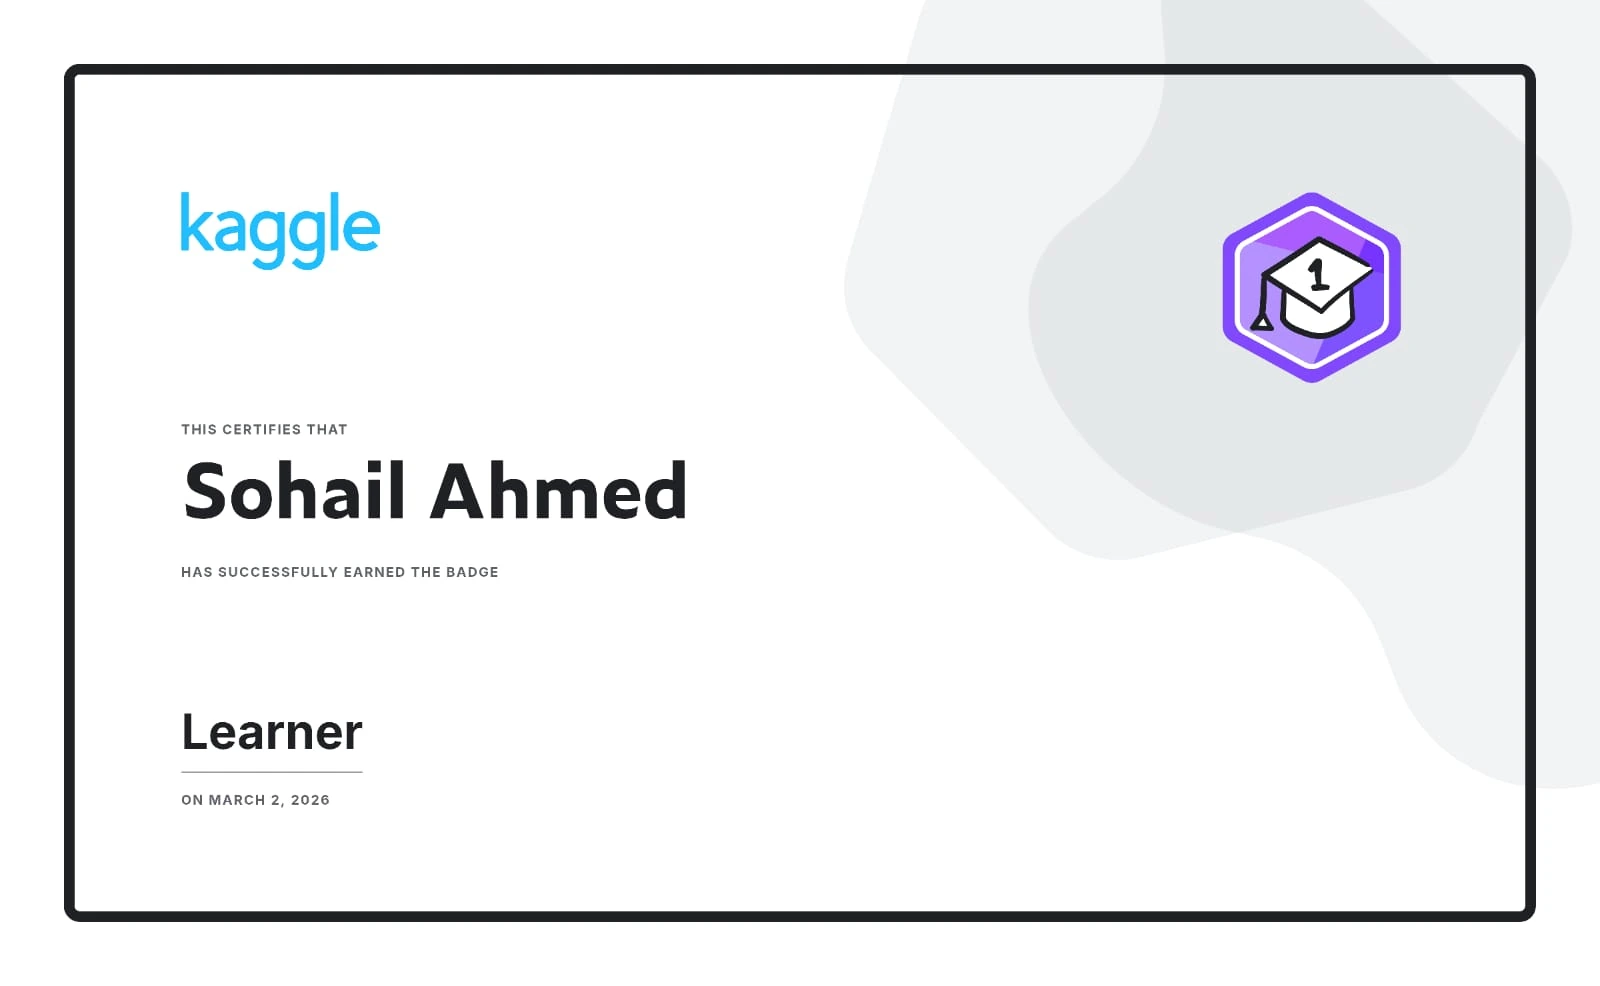 kaggle
1
THIS CERTIFIES THAT
Sohail Ahmed
HAS SUCCESSFULLY EARNED THE BADGE
Learner
ON MARCH 2, 2026